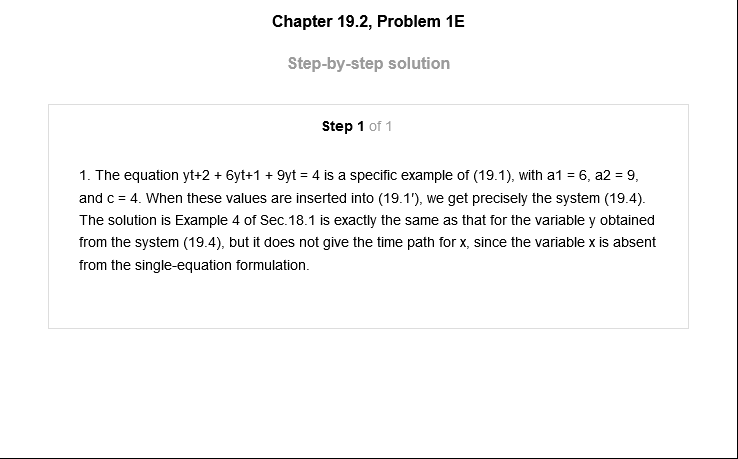 Chapter 19.2, Problem 1E
Step-by-step solution
Step 1 of 1
1. The equation yt+2 + 6yt+1 + 9yt = 4 is a specific example of (19.1), with a1 = 6, a2 = 9,
and c = 4. When these values are inserted into (19.1'), we get precisely the system (19.4).
The solution is Example 4 of Sec.18.1 is exactly the same as that for the variable y obtained
from the system (19.4), but it does not give the time path for x, since the variable x is absent
from the single-equation formulation.